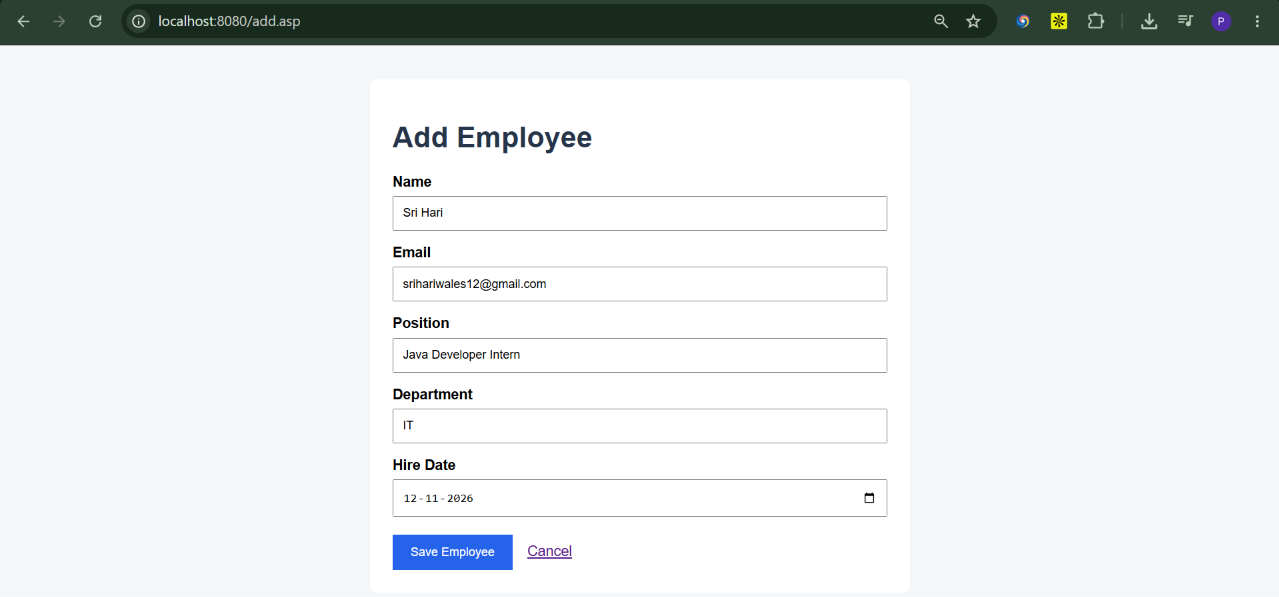 localhost:8080/add.asp
P
Add Employee
Name
Sri Hari
Email
srihariwales12@gmail.com
Position
Java Developer Intern
Department
IT
Hire Date
12-11-2026
Save Employee Cancel